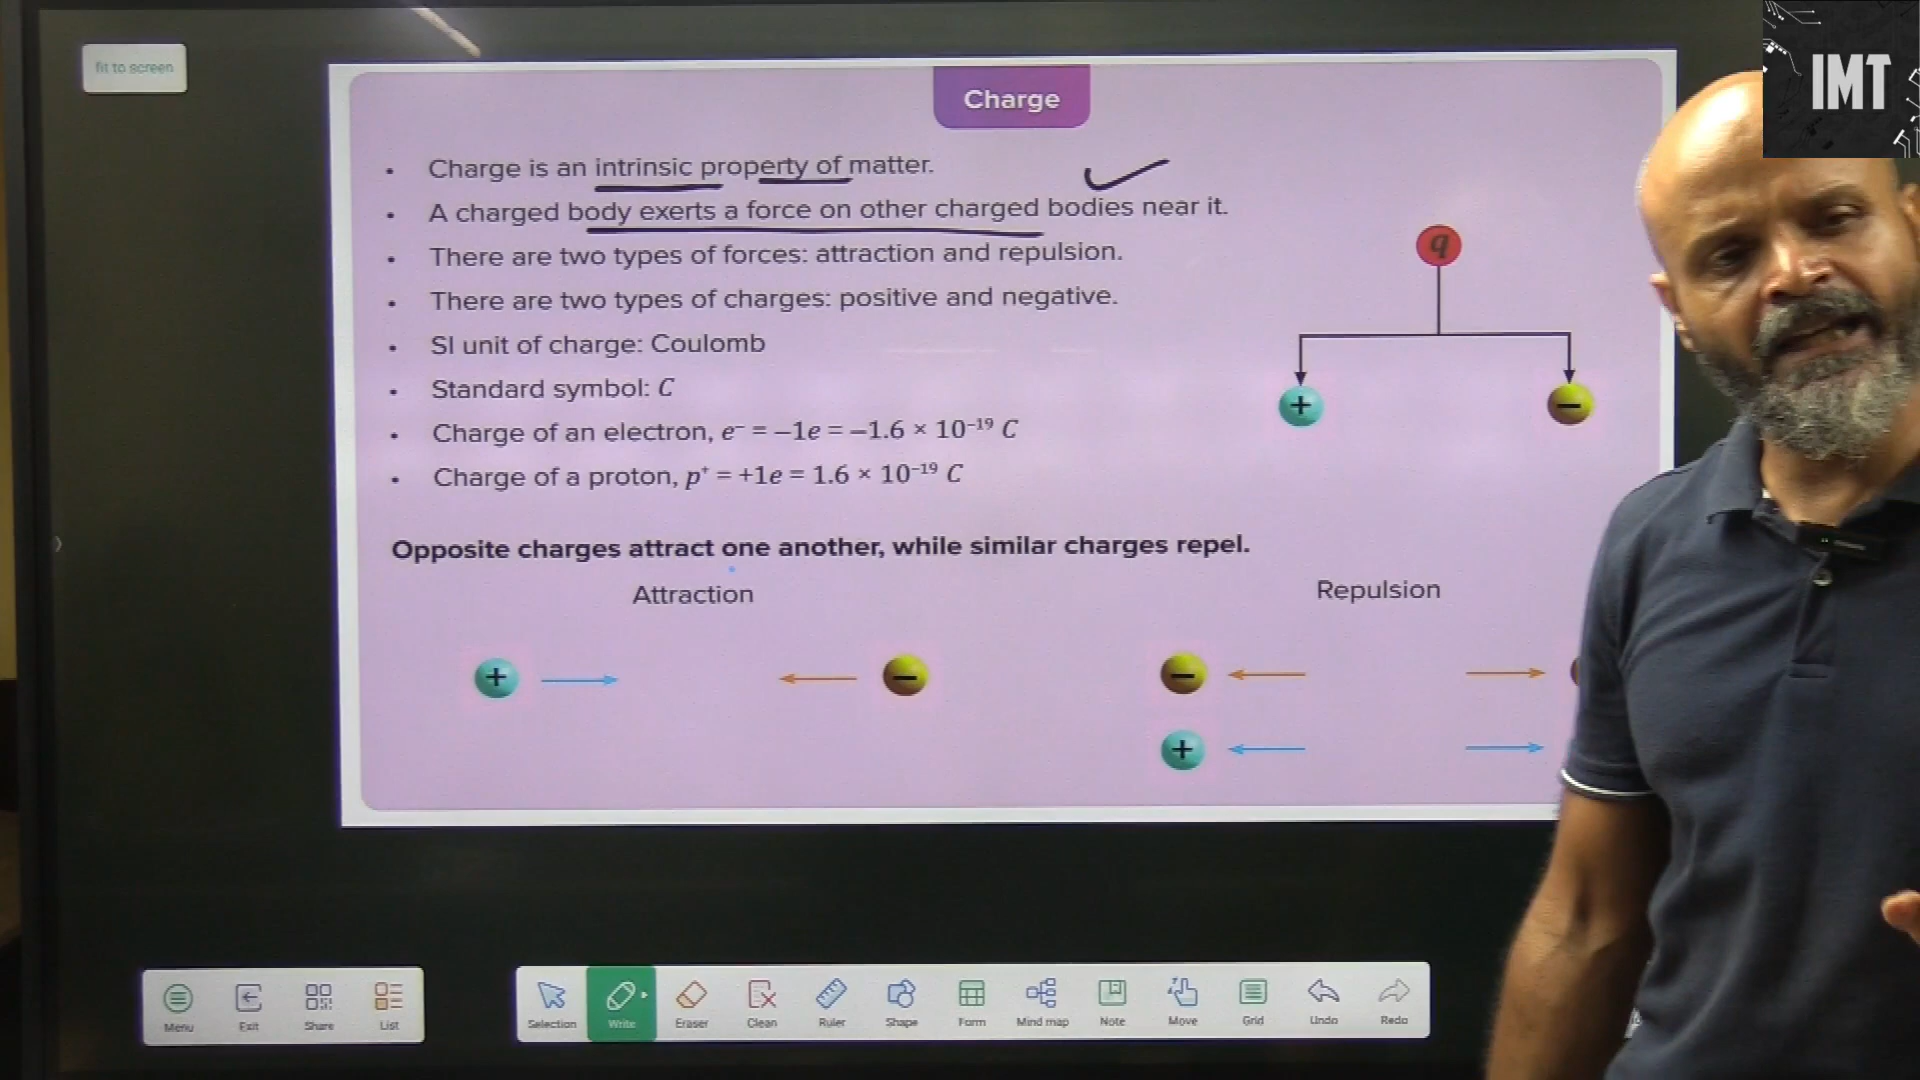 fit to screen
IMT
Charge
• Charge is an intrinsic property of matter.
• A charged body exerts a force on other charged bodies near it.
• There are two types of forces: attraction and repulsion.
• There are two types of charges: positive and negative.
• SI unit of charge: Coulomb
• Standard symbol: C
• Charge of an electron, e⁻ = −1e = −1.6 × 10⁻¹⁹ C
• Charge of a proton, p⁺ = +1e = 1.6 × 10⁻¹⁹ C
q
+ −
Opposite charges attract one another, while similar charges repel.
Attraction Repulsion
+ − −
+
Menu Exit Share List Selection Write Eraser Clean Ruler Shape Form Mind map Note Move Grid Undo Redo